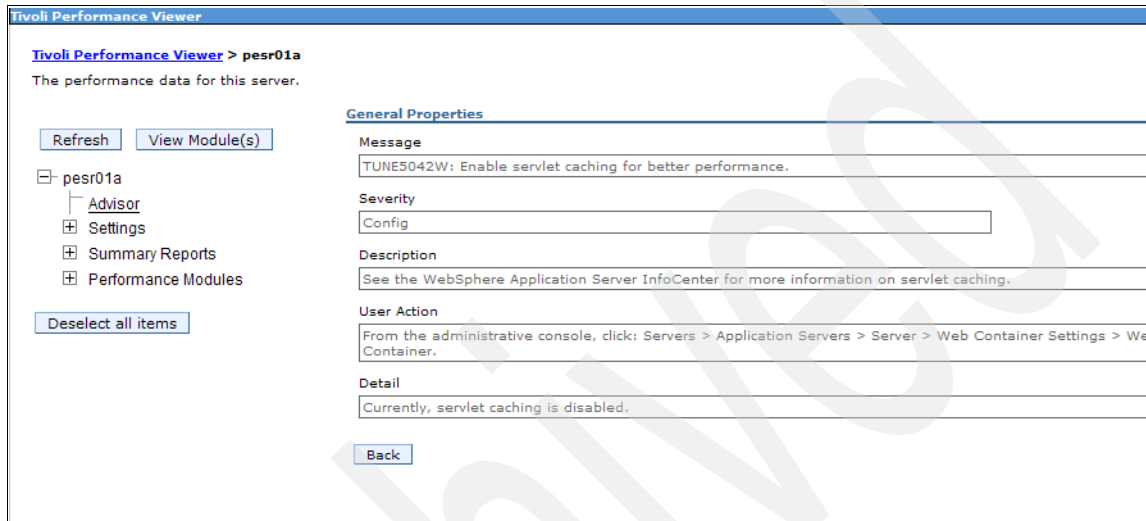 Tivoli Performance Viewer
Tivoli Performance Viewer > pesr01a
The performance data for this server.
Refresh
View Module(s)
pesr01a
Advisor
Settings
Summary Reports
Performance Modules
Deselect all items
General Properties
Message
TUNE5042W: Enable servlet caching for better performance.
Severity
Config
Description
See the WebSphere Application Server InfoCenter for more information on servlet caching.
User Action
From the administrative console, click: Servers > Application Servers > Server > Web Container Settings > We
Container.
Detail
Currently, servlet caching is disabled.
Back
hived